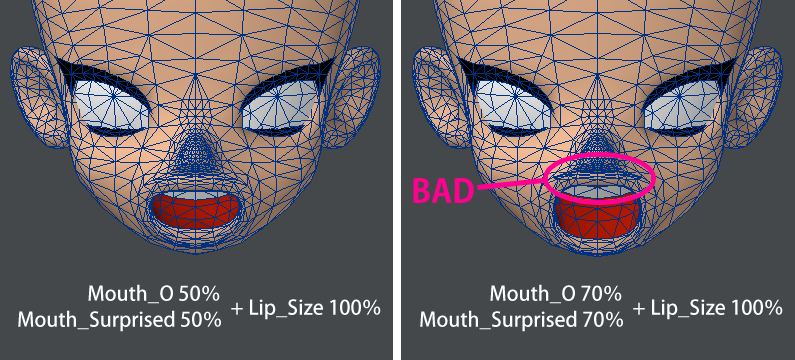 BAD
Mouth_O 50%
Mouth_Surprised 50%
+ Lip_Size 100%
Mouth_O 70%
Mouth_Surprised 70%
+ Lip_Size 100%